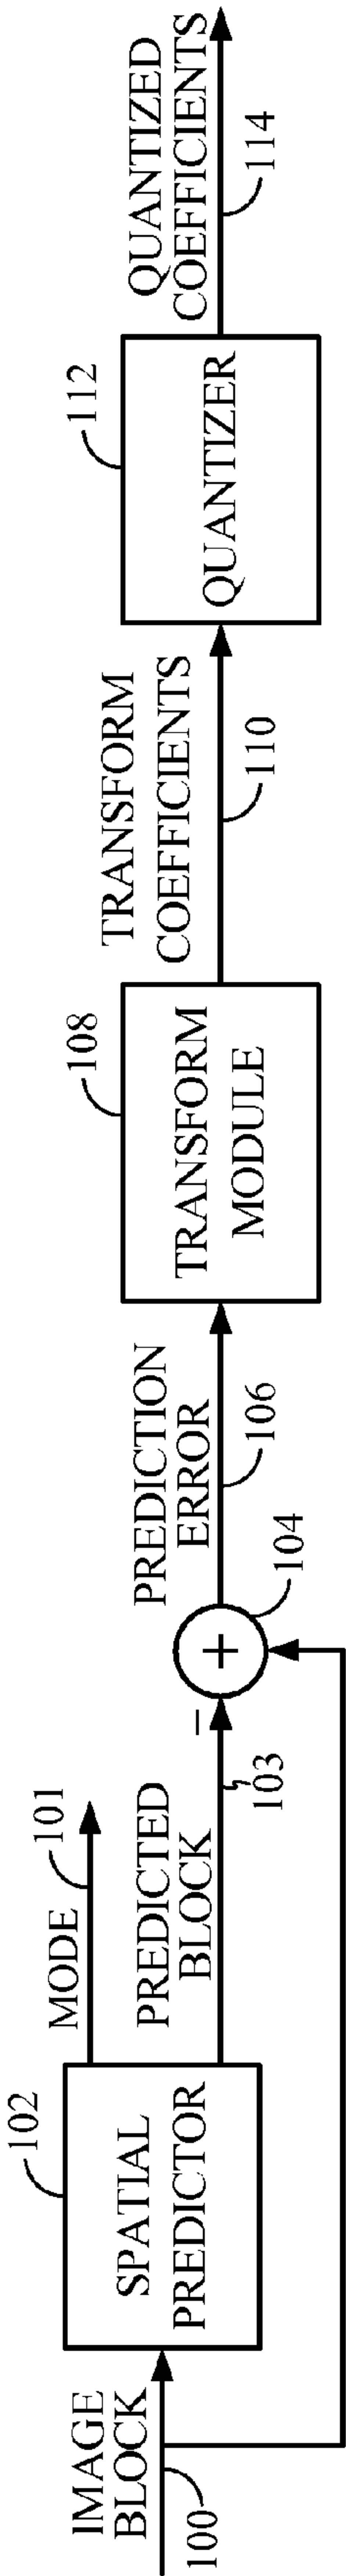 IMAGE
BLOCK
100
102
SPATIAL
PREDICTOR
MODE
101
PREDICTED
BLOCK
103
−
+
104
PREDICTION
ERROR
106
108
TRANSFORM
MODULE
TRANSFORM
COEFFICIENTS
110
112
QUANTIZER
QUANTIZED
COEFFICIENTS
114